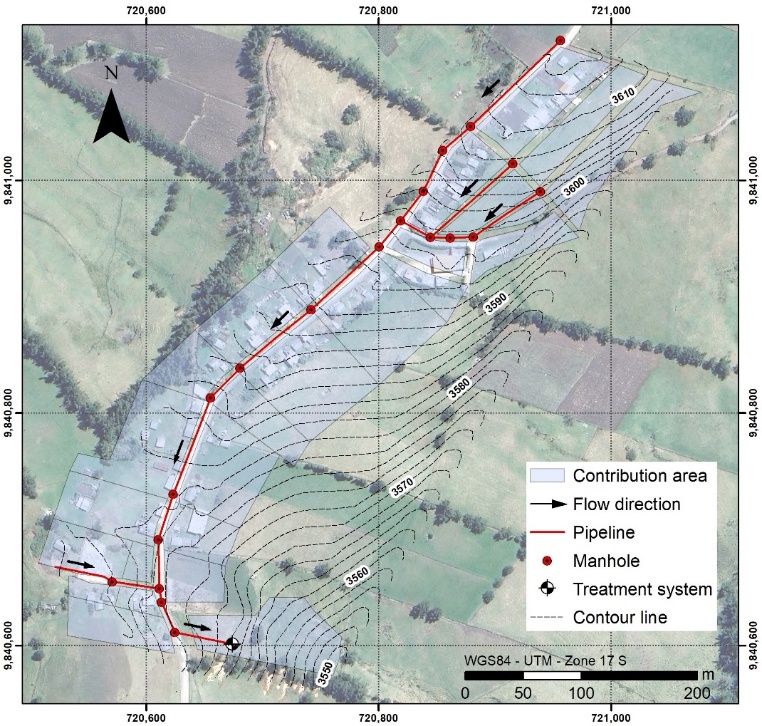 720,600 720,800 721,000
N
3610
9,841,000 9,841,000
3600
3590
3580
9,840,800 9,840,800
3570
Contribution area
Flow direction
Pipeline
Manhole
Treatment system
Contour line
3560
9,840,600 9,840,600
3550
WGS84 - UTM - Zone 17 S
m
0 50 100 200
720,600 720,800 721,000